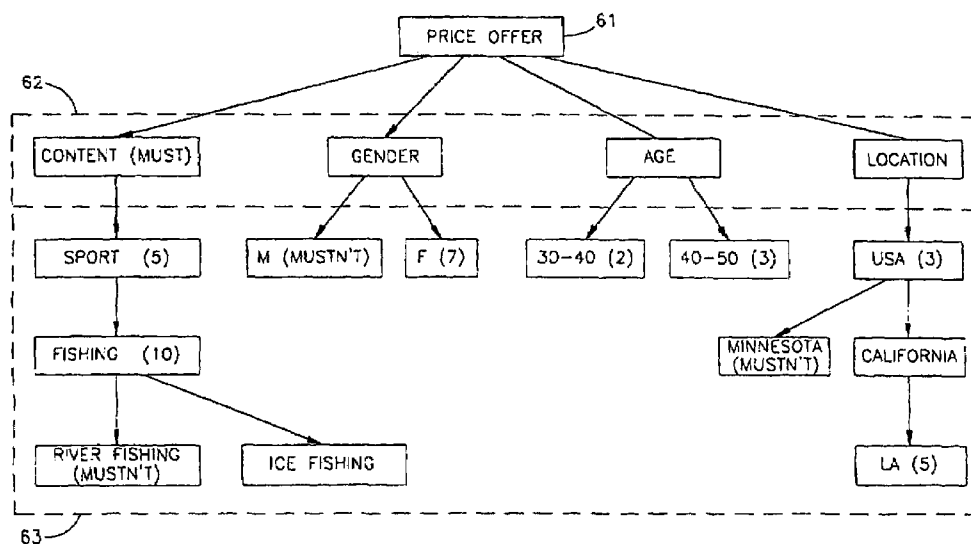 61
PRICE OFFER
62
CONTENT (MUST)
GENDER
AGE
LOCATION
SPORT (5)
M (MUSTN'T)
F (7)
30-40 (2)
40-50 (3)
USA (3)
FISHING (10)
MINNESOTA
(MUSTN'T)
CALIFORNIA
RIVER FISHING
(MUSTN'T)
ICE FISHING
LA (5)
63